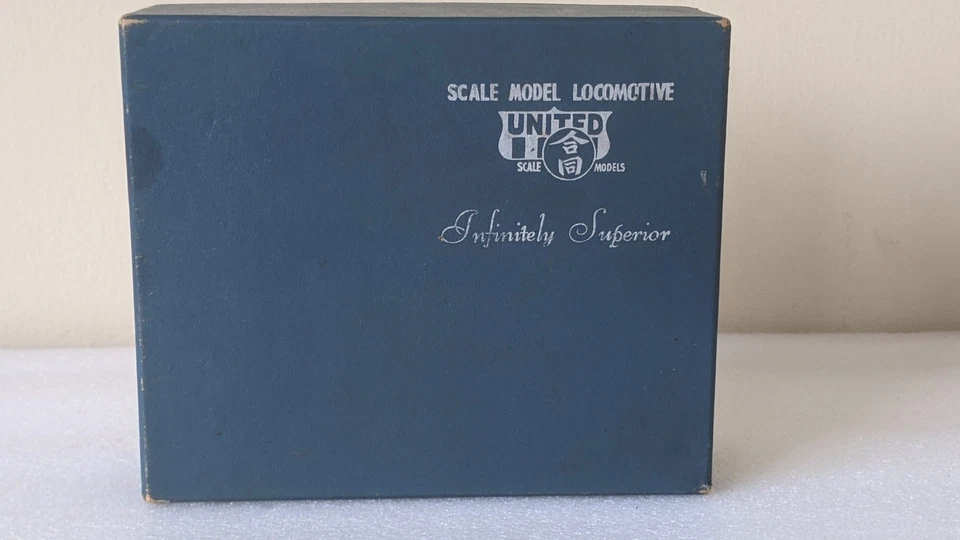 SCALE MODEL LOCOMOTIVE
UNITED
合同
SCALE MODELS
Infinitely Superior